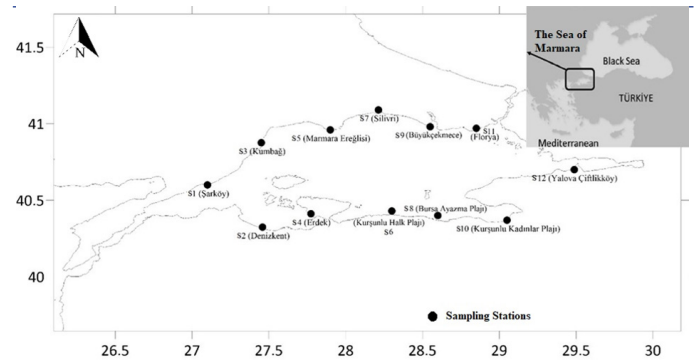 The Sea of
Marmara
Black Sea
TÜRKİYE
Mediterranean
N
41.5
41
40.5
40
S7 (Silivri)
S5 (Marmara Ereğlisi)
S9 (Büyükçekmece)
S11
(Florya)
S3 (Kumbağ)
S12 (Yalova Çiftlikköy)
S1 (Şarköy)
S8 (Bursa Ayazma Plajı)
S4 (Erdek)
(Kurşunlu Halk Plajı)
S6
S10 (Kurşunlu Kadınlar Plajı)
S2 (Denizkent)
Sampling Stations
26.5
27
27.5
28
28.5
29
29.5
30